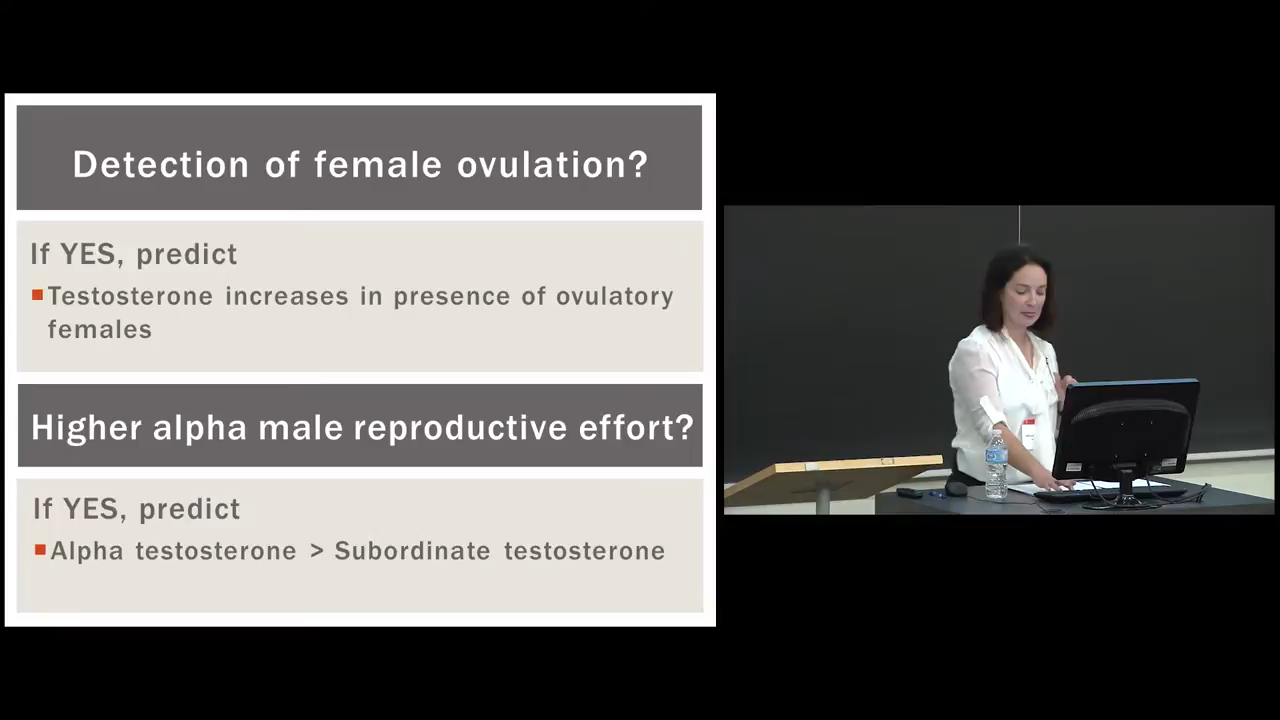 Detection of female ovulation?
If YES, predict
Testosterone increases in presence of ovulatory
females
Higher alpha male reproductive effort?
If YES, predict
Alpha testosterone > Subordinate testosterone